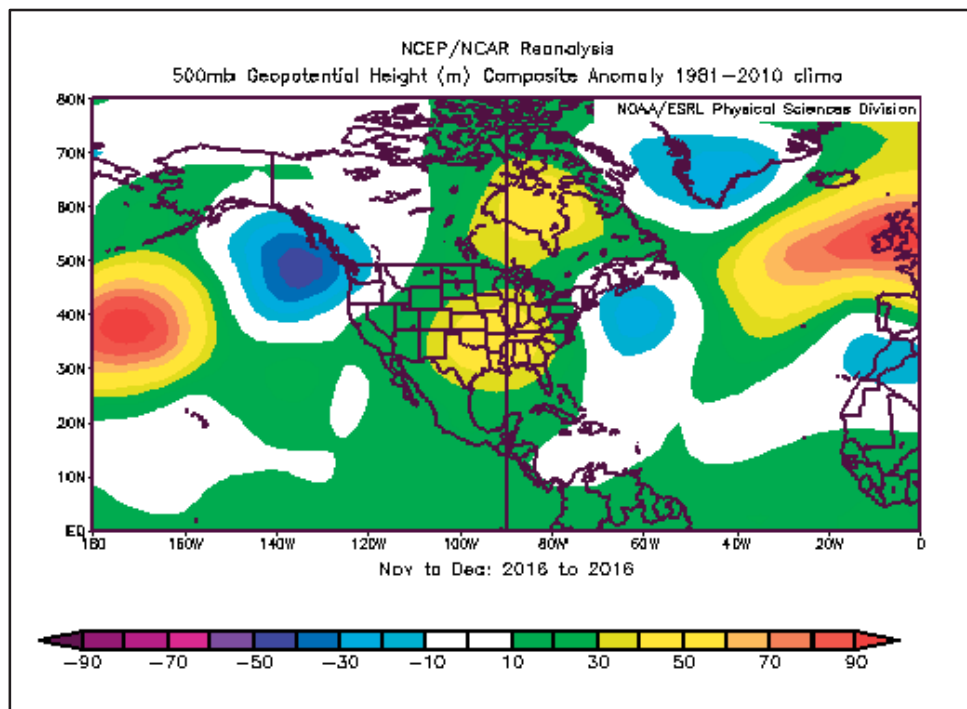 NCEP/NCAR Reanalysis
500mb Geopotential Height (m) Composite Anomaly 1981-2010 climo
NOAA/ESRL Physical Sciences Division
80N
70N
60N
50N
40N
30N
20N
10N
EQ
180 160W 140W 120W 100W 80W 60W 40W 20W 0
Nov to Dec: 2016 to 2016
-90 -70 -50 -30 -10 10 30 50 70 90